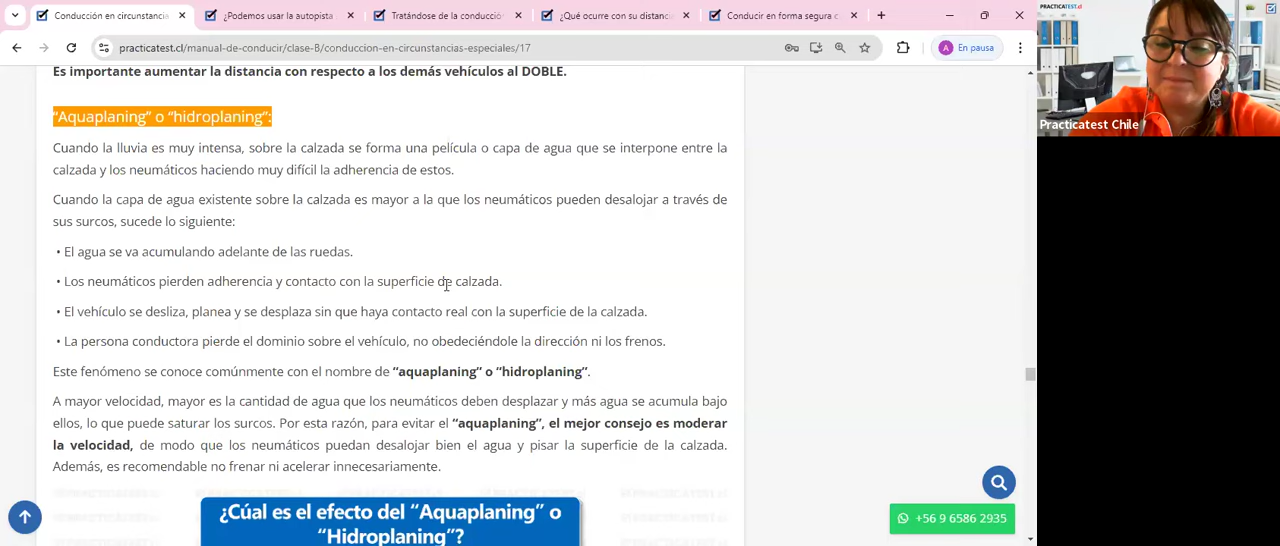 Conducción en circunstancia
¿Podemos usar la autopista
Tratándose de la conducció
¿Qué ocurre con su distanci
Conducir en forma segura c
practicatest.cl/manual-de-conducir/clase-B/conduccion-en-circunstancias-especiales/17
A En pausa
Es importante aumentar la distancia con respecto a los demás vehículos al DOBLE.
“Aquaplaning” o “hidroplaning”:
Cuando la lluvia es muy intensa, sobre la calzada se forma una película o capa de agua que se interpone entre la
calzada y los neumáticos haciendo muy difícil la adherencia de estos.
Cuando la capa de agua existente sobre la calzada es mayor a la que los neumáticos pueden desalojar a través de
sus surcos, sucede lo siguiente:
• El agua se va acumulando adelante de las ruedas.
• Los neumáticos pierden adherencia y contacto con la superficie de calzada.
• El vehículo se desliza, planea y se desplaza sin que haya contacto real con la superficie de la calzada.
• La persona conductora pierde el dominio sobre el vehículo, no obedeciéndole la dirección ni los frenos.
Este fenómeno se conoce comúnmente con el nombre de “aquaplaning” o “hidroplaning”.
A mayor velocidad, mayor es la cantidad de agua que los neumáticos deben desplazar y más agua se acumula bajo
ellos, lo que puede saturar los surcos. Por esta razón, para evitar el “aquaplaning”, el mejor consejo es moderar
la velocidad, de modo que los neumáticos puedan desalojar bien el agua y pisar la superficie de la calzada.
Además, es recomendable no frenar ni acelerar innecesariamente.
¿Cúal es el efecto del “Aquaplaning” o
“Hidroplaning”?
+56 9 6586 2935
PRACTICATEST.cl
Practicatest Chile